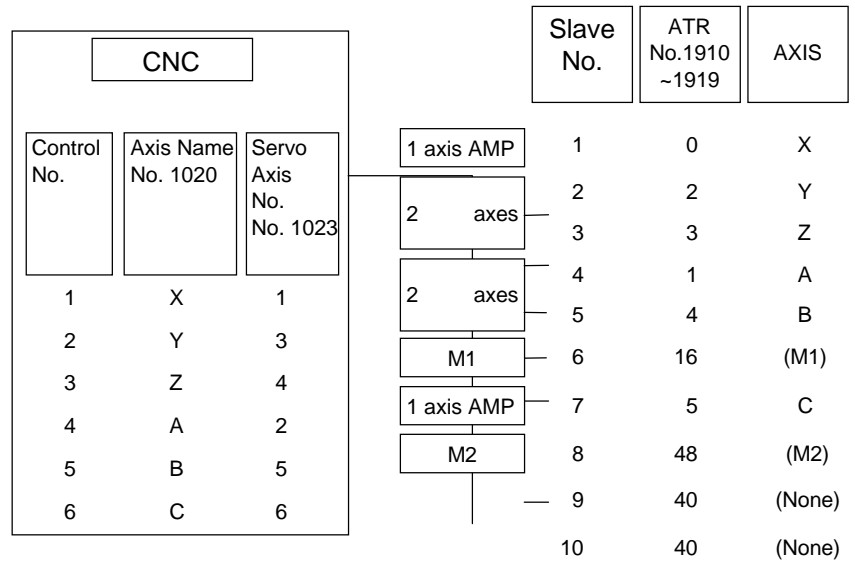 CNC
Control
No.
Axis Name
No. 1020
Servo
Axis
No.
No. 1023
1 X 1
2 Y 3
3 Z 4
4 A 2
5 B 5
6 C 6
1 axis AMP
2 axes
2 axes
M1
1 axis AMP
M2
Slave
No.
ATR
No.1910
~1919
AXIS
1 0 X
2 2 Y
3 3 Z
4 1 A
5 4 B
6 16 (M1)
7 5 C
8 48 (M2)
9 40 (None)
10 40 (None)